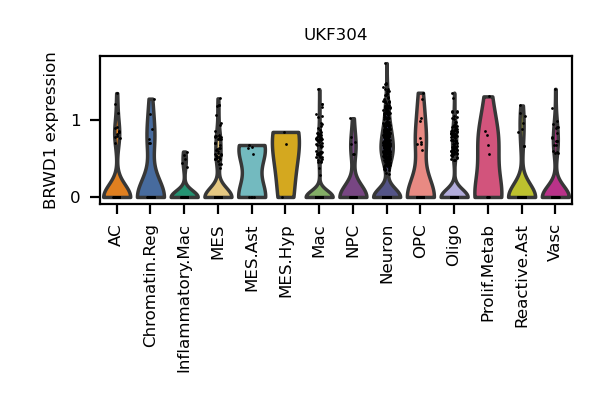 UKF304
BRWD1 expression
1
0
AC
Chromatin.Reg
Inflammatory.Mac
MES
MES.Ast
MES.Hyp
Mac
NPC
Neuron
OPC
Oligo
Prolif.Metab
Reactive.Ast
Vasc